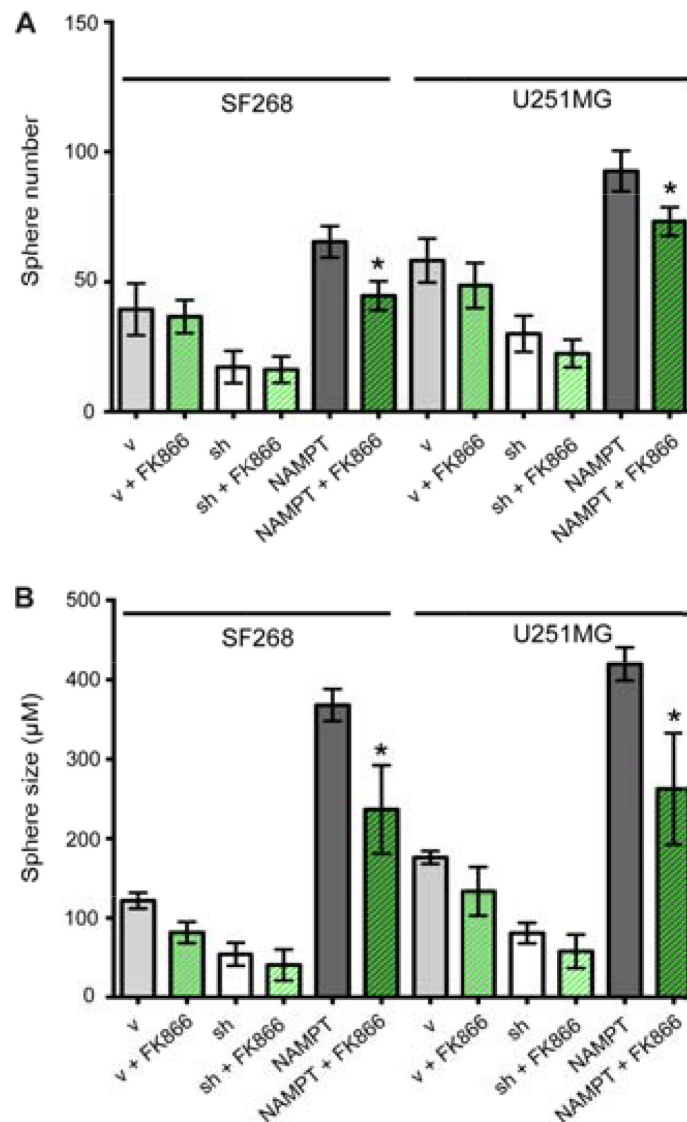 A
150
SF268
U251MG
100
50
0
Sphere number
*
*
v
v + FK866
sh
sh + FK866
NAMPT
NAMPT + FK866
v
v + FK866
sh
sh + FK866
NAMPT
NAMPT + FK866
B
500
SF268
U251MG
400
300
200
100
0
Sphere size (µM)
*
*
v
v + FK866
sh
sh + FK866
NAMPT
NAMPT + FK866
v
v + FK866
sh
sh + FK866
NAMPT
NAMPT + FK866